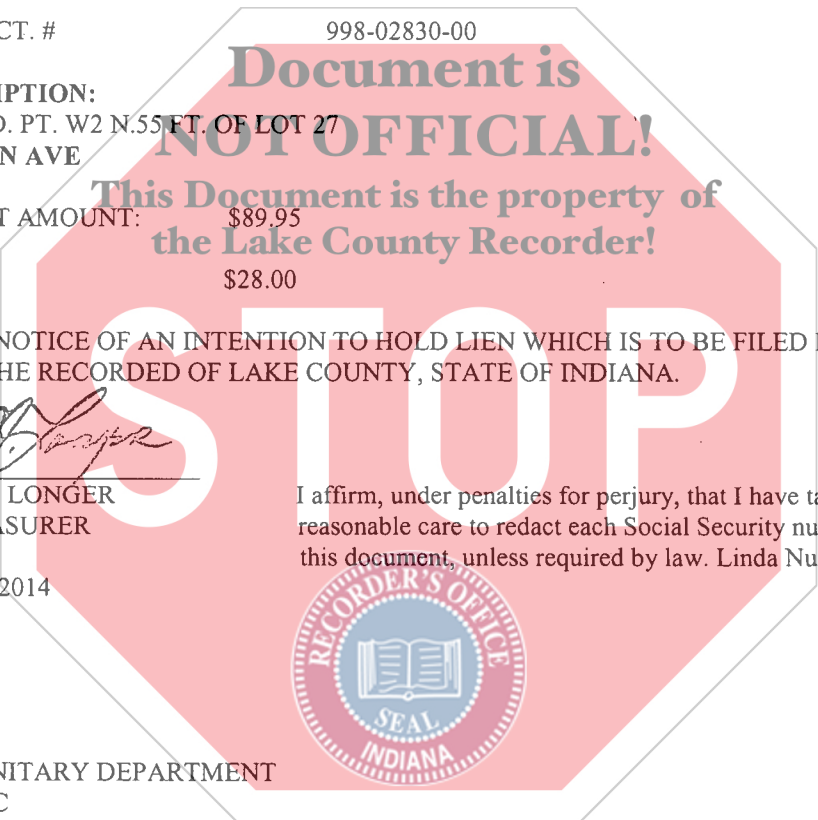 CT. # 998-02830-00
Document is
IPTION:
D. PT. W2 N.55 FT. OF LOT 27
NOT OFFICIAL!
N AVE
This Document is the property of
T AMOUNT: $89.95
the Lake County Recorder!
$28.00
NOTICE OF AN INTENTION TO HOLD LIEN WHICH IS TO BE FILED
HE RECORDED OF LAKE COUNTY, STATE OF INDIANA.
STOP
LONGER
I affirm, under penalties for perjury, that I have ta
ASURER
reasonable care to redact each Social Security nu
this document, unless required by law. Linda Nu
2014
RECORDER'S OFFICE
SEAL
INDIANA
NITARY DEPARTMENT
C